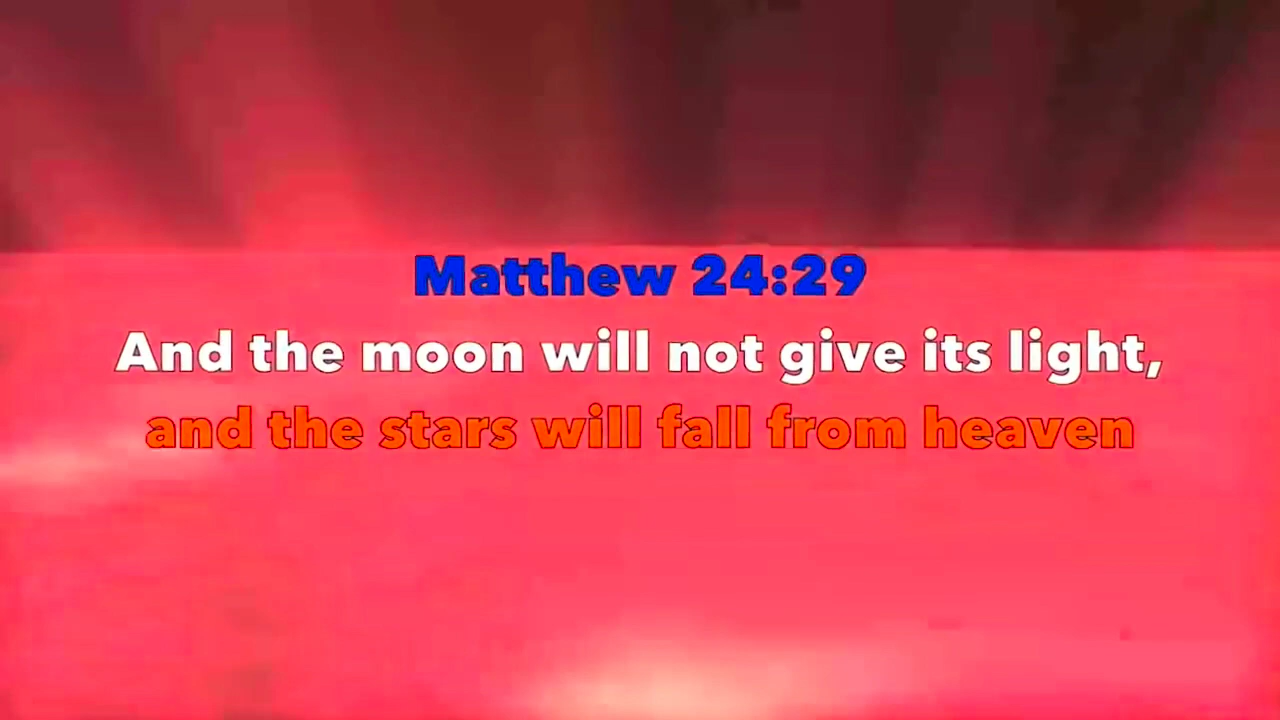 Matthew 24:29
And the moon will not give its light,
and the stars will fall from heaven